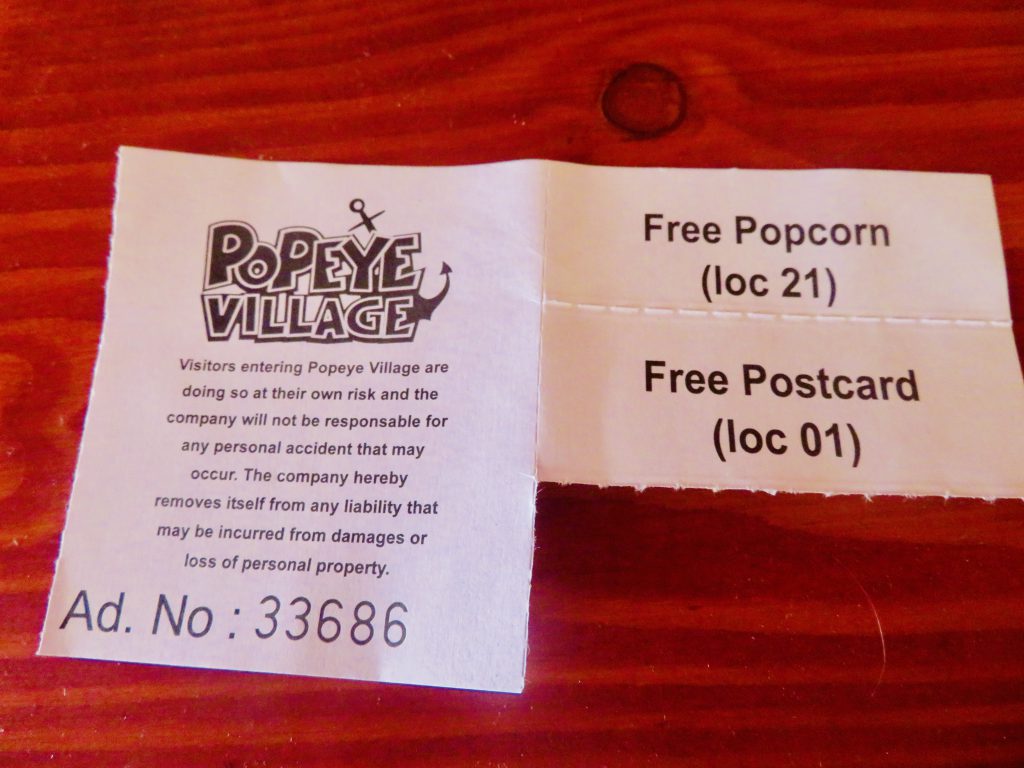 POPEYE
VILLAGE
Visitors entering Popeye Village are
doing so at their own risk and the
company will not be responsable for
any personal accident that may
occur. The company hereby
removes itself from any liability that
may be incurred from damages or
loss of personal property.
Ad. No : 33686
Free Popcorn
(loc 21)
Free Postcard
(loc 01)